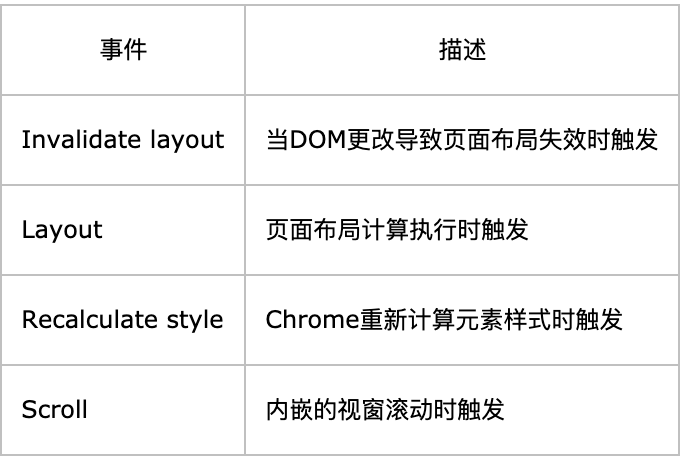 事件 描述
Invalidate layout 当DOM更改导致页面布局失效时触发
Layout 页面布局计算执行时触发
Recalculate style Chrome重新计算元素样式时触发
Scroll 内嵌的视窗滚动时触发